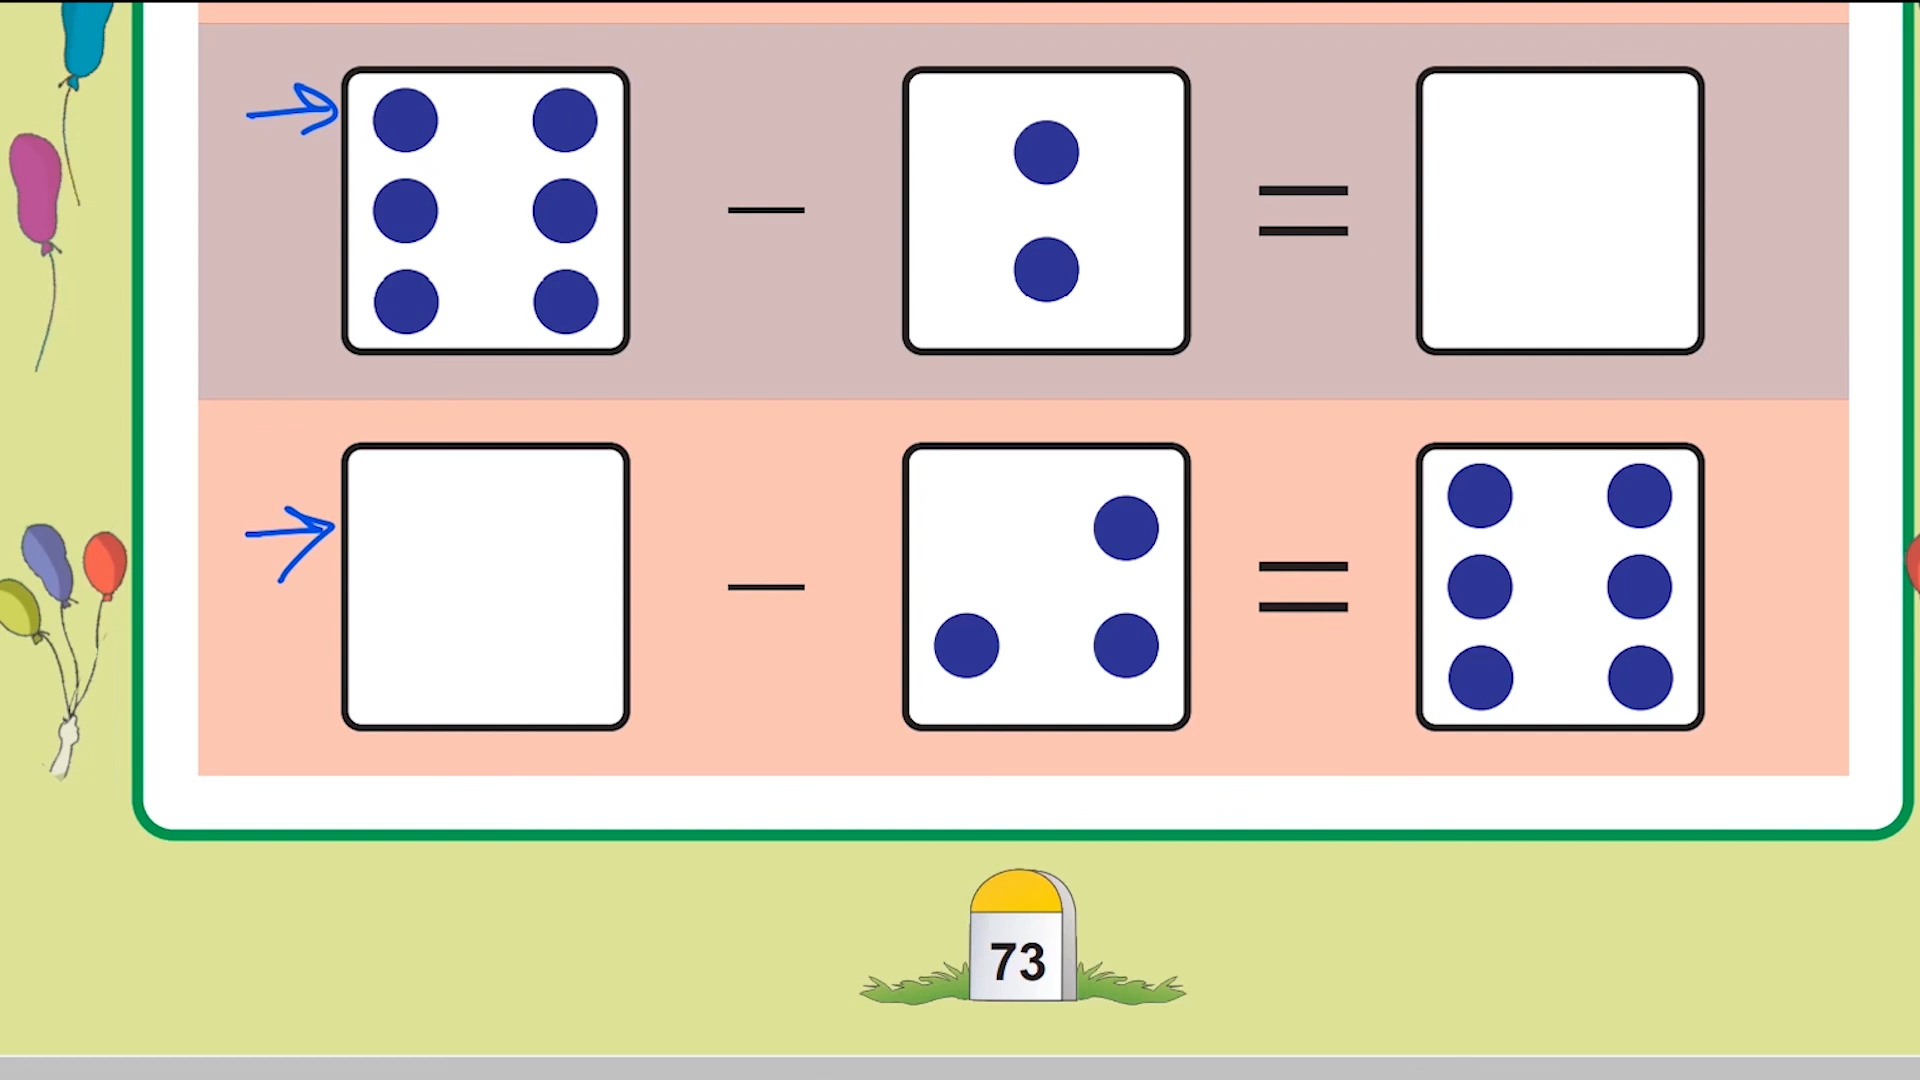 — =
— =
73